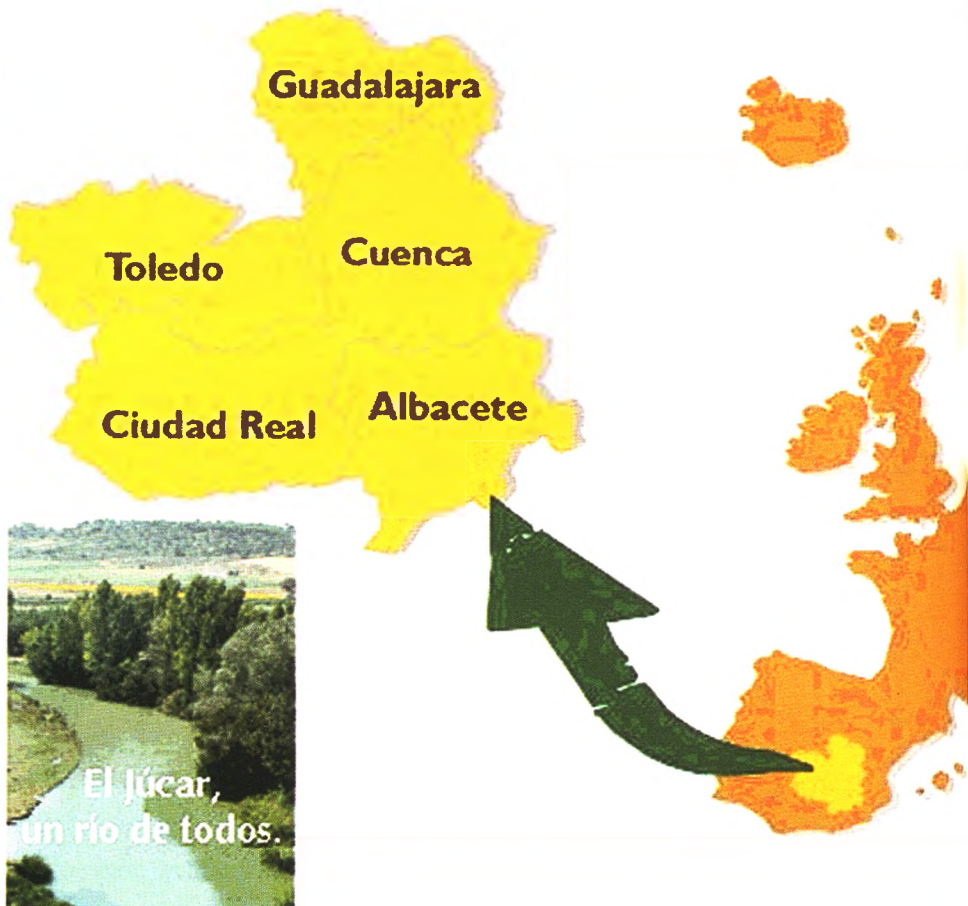 Guadalajara
Toledo
Cuenca
Ciudad Real
Albacete
El Júcar,
un río de todos.